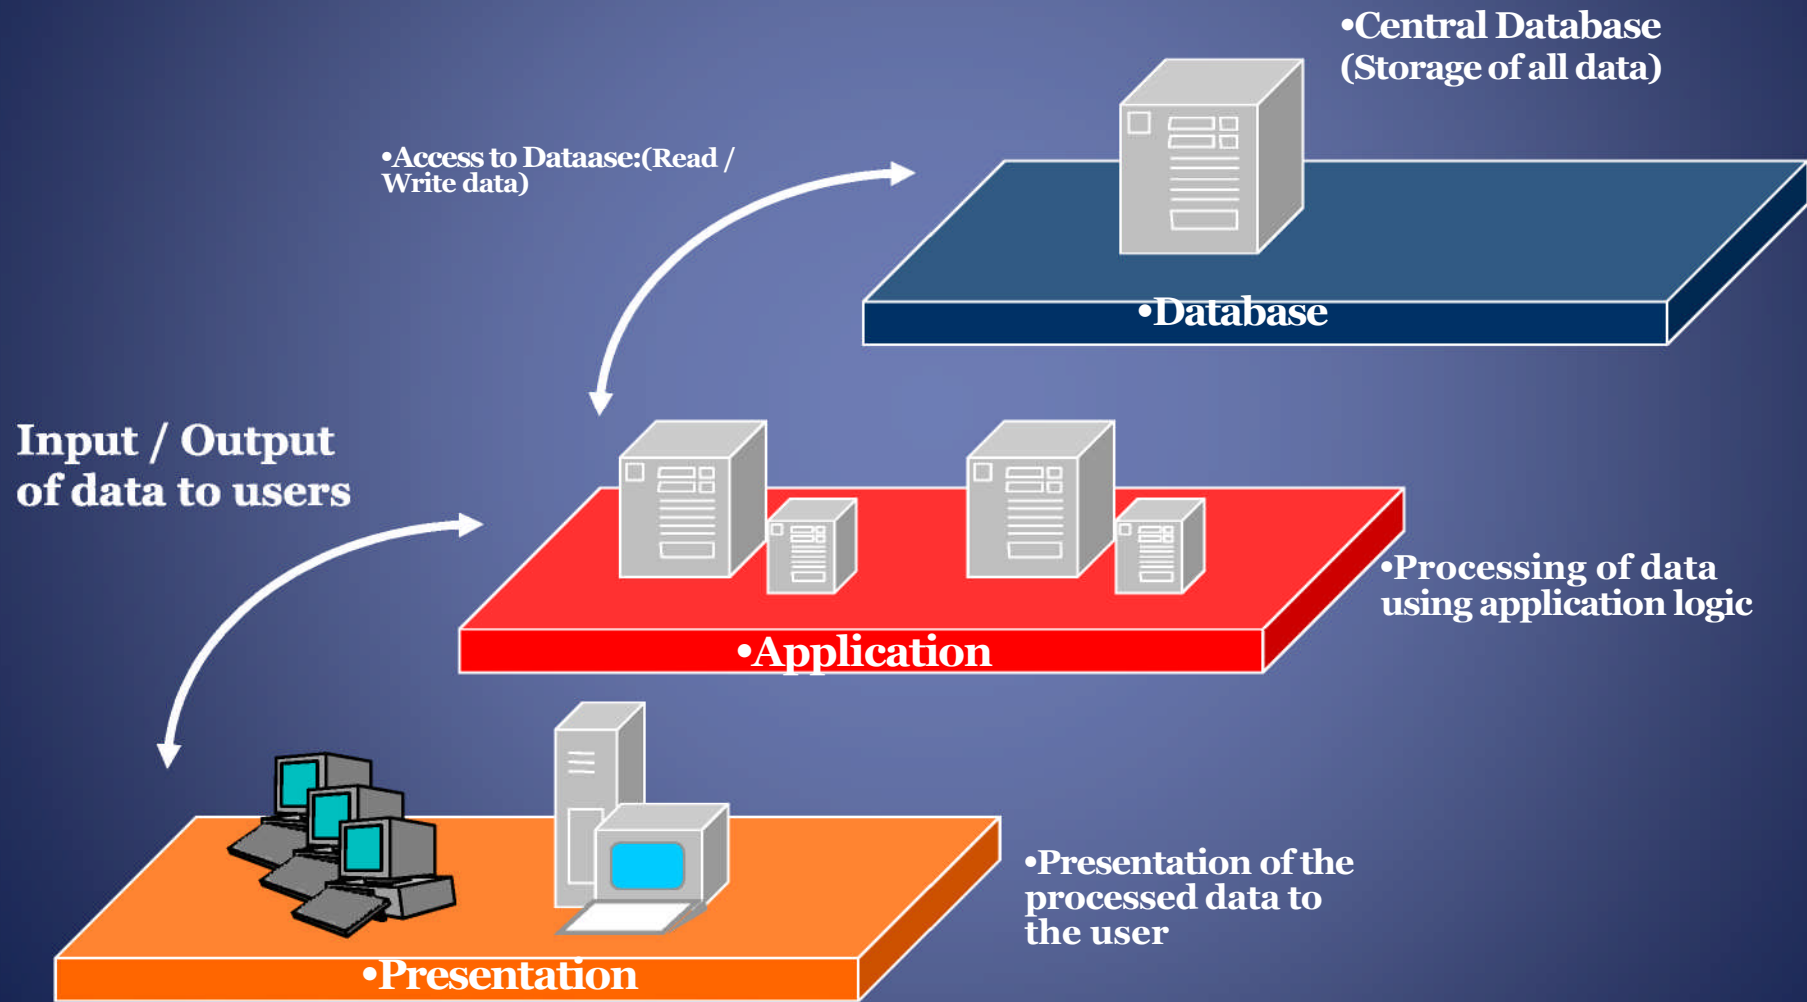 •Central Database
(Storage of all data)
•Access to Dataase:(Read /
Write data)
•Database
Input / Output
of data to users
•Processing of data
using application logic
•Application
•Presentation of the
processed data to
the user
•Presentation